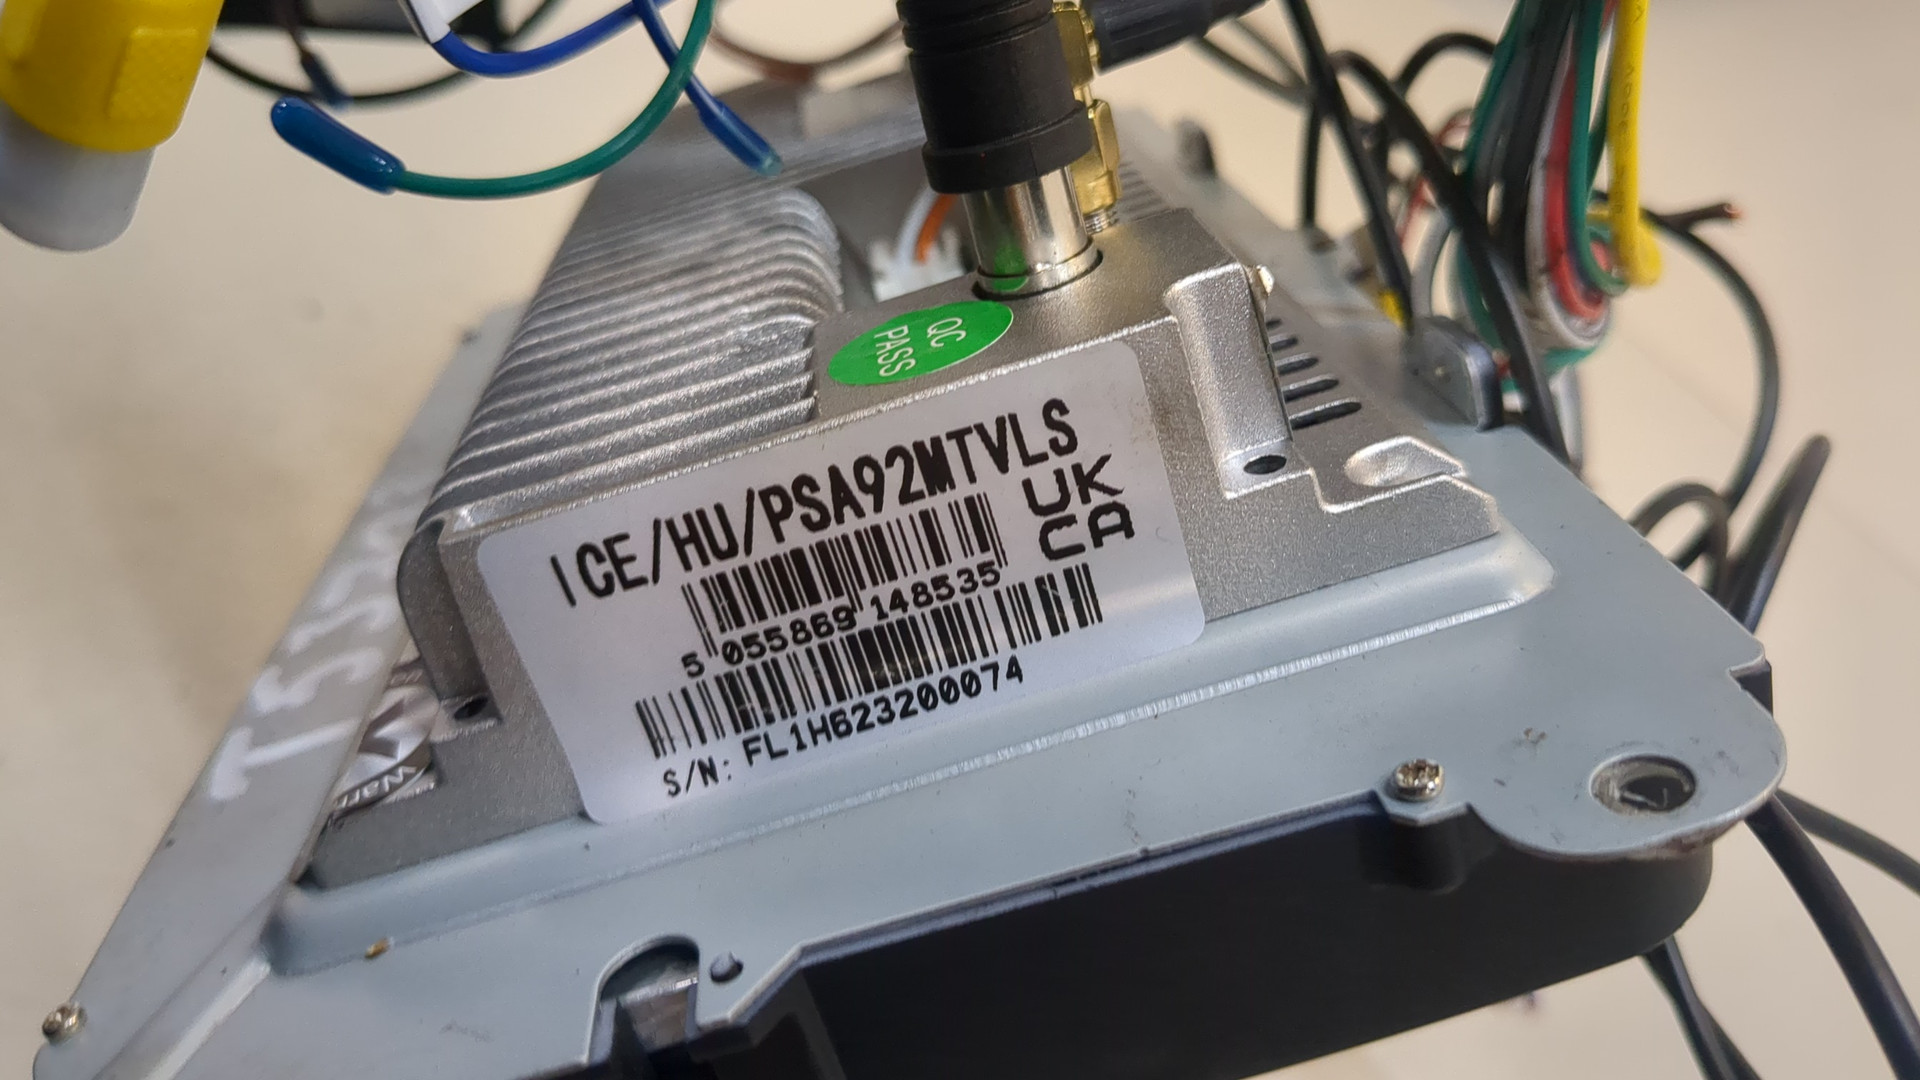 QC
PASS
ICE/HU/PSA92MTVLS
UK
CA
5 055869 148535
S/N: FL1H623200074